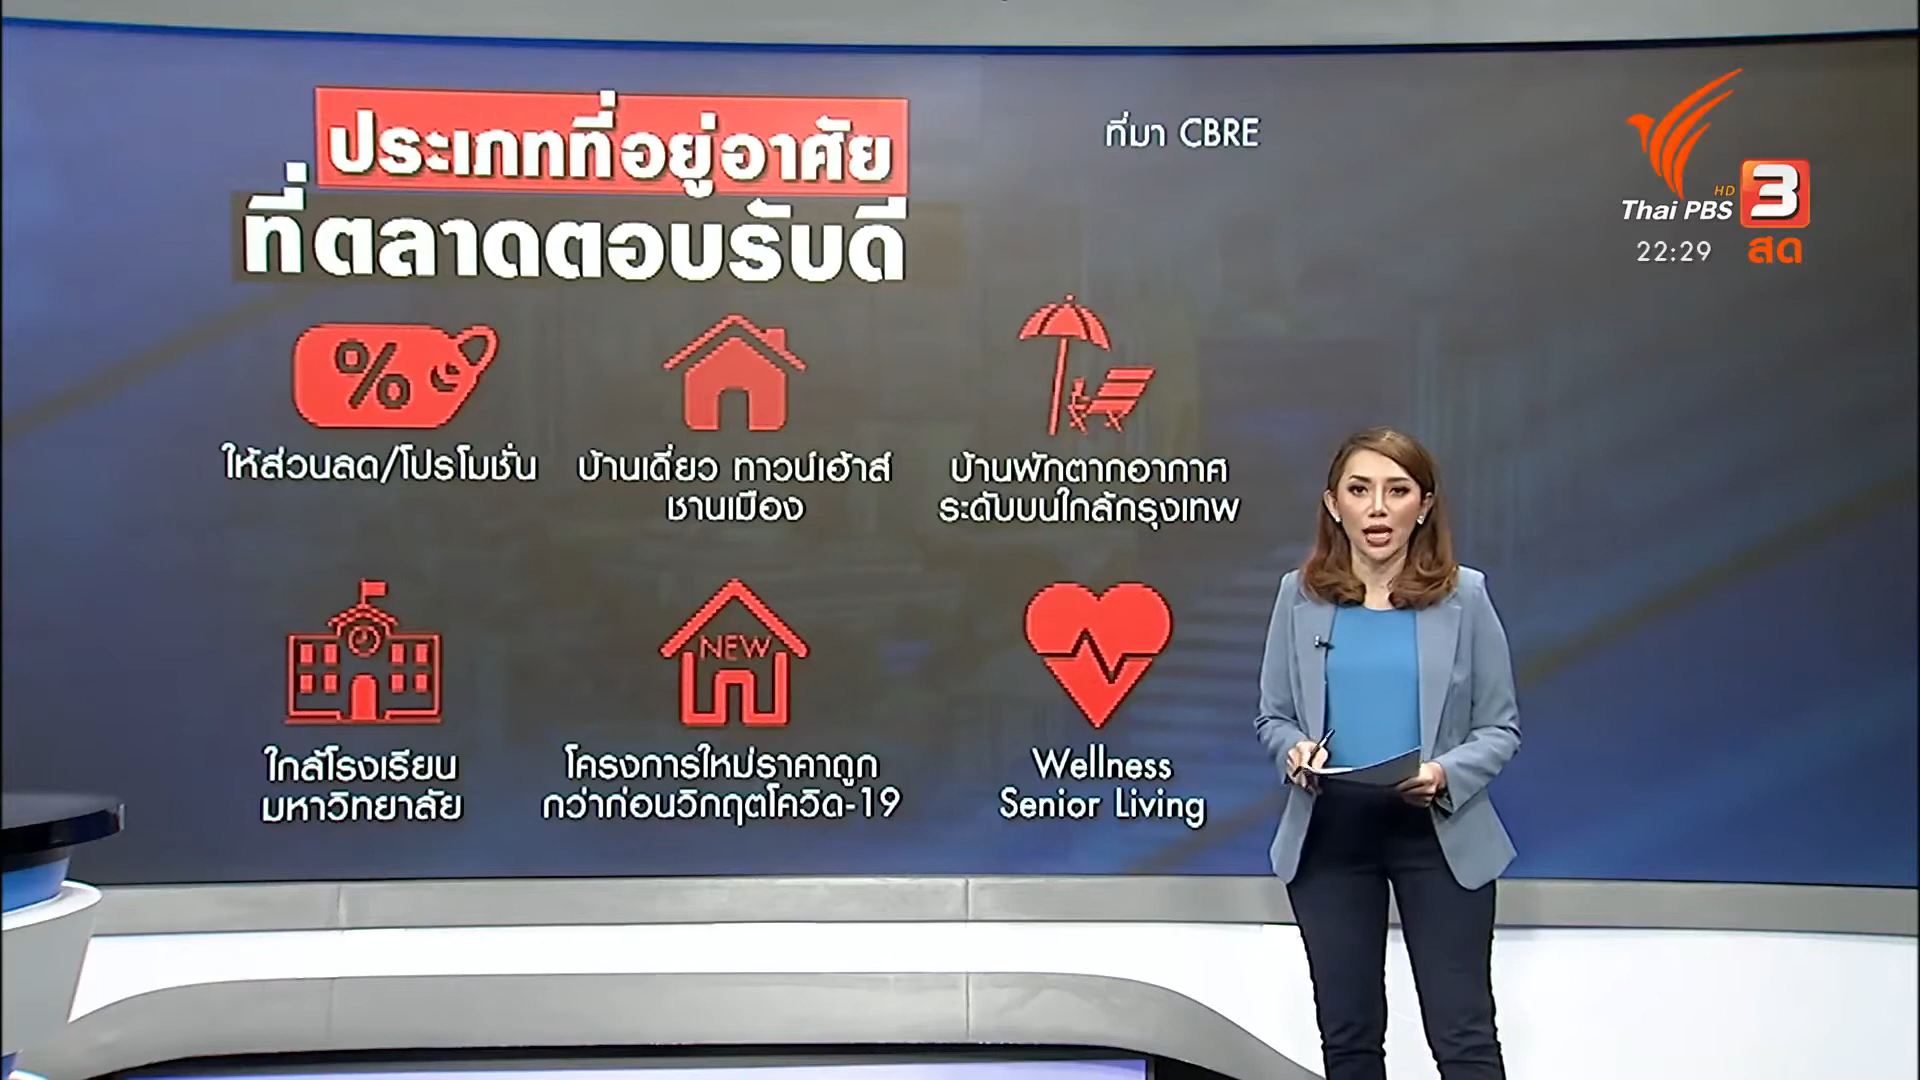 ประเภทที่อยู่อาศัย
ที่ตลาดตอบรับดี
ที่มา CBRE
HD
Thai PBS 3
22:29 สด
%
ให้ส่วนลด/โปรโมชั่น
บ้านเดี่ยว ทาวน์เฮ้าส์
ชานเมือง
บ้านพักตากอากาศ
ระดับบนใกล้กรุงเทพ
ใกล้โรงเรียน
มหาวิทยาลัย
NEW
โครงการใหม่ราคาถูก
กว่าก่อนวิกฤตโควิด-19
Wellness
Senior Living